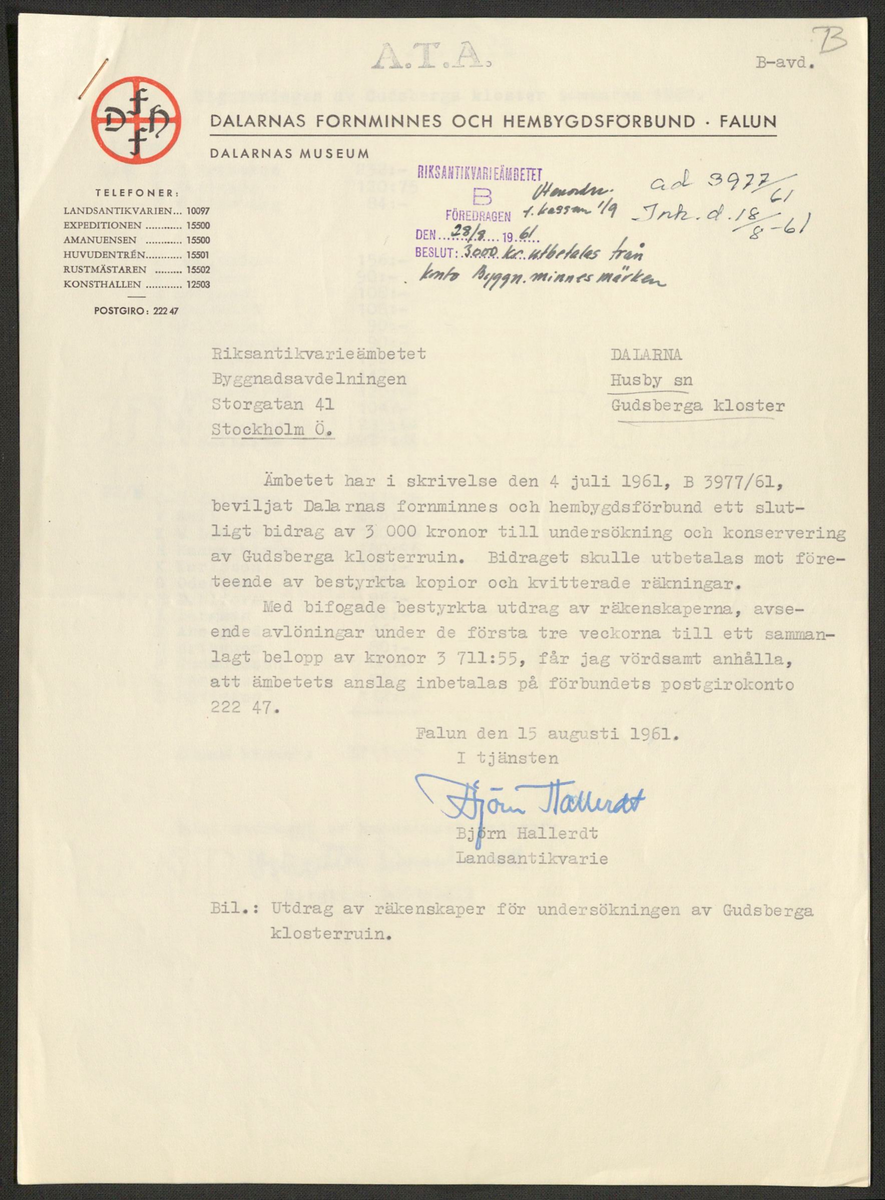 A.T.A.
B
B-avd.
D f f H f f
DALARNAS FORNMINNES OCH HEMBYGDSFÖRBUND · FALUN
DALARNAS MUSEUM
TELEFONER:
LANDSANTIKVARIEN... 10097
EXPEDITIONEN ........... 15500
AMANUENSEN ........... 15500
HUVUDENTRÉN............ 15501
RUSTMÄSTAREN ......... 15502
KONSTHALLEN ............ 12503
POSTGIRO: 222 47
RIKSANTIKVARIEÄMBETET
B Utanordn.
FÖREDRAGEN t. kassan 1/9
DEN 28/8 1961
BESLUT: 3000 kr. utbetalas från
konto Byggn.minnesmärken
ad 3977/61
Ink. d. 18/8-61
Riksantikvarieämbetet
Byggnadsavdelningen
Storgatan 41
Stockholm Ö.
DALARNA
Husby sn
Gudsberga kloster
Ämbetet har i skrivelse den 4 juli 1961, B 3977/61,
beviljat Dalarnas fornminnes och hembygdsförbund ett slut-
ligt bidrag av 3 000 kronor till undersökning och konservering
av Gudsberga klosterruin. Bidraget skulle utbetalas mot före-
teende av bestyrkta kopior och kvitterade räkningar.
Med bifogade bestyrkta utdrag av räkenskaperna, avse-
ende avlöningar under de första tre veckorna till ett samman-
lagt belopp av kronor 3 711:55, får jag vördsamt anhålla,
att ämbetets anslag inbetalas på förbundets postgirokonto
222 47.
Falun den 15 augusti 1961.
I tjänsten
Björn Hallerdt
Björn Hallerdt
Landsantikvarie
Bil.: Utdrag av räkenskaper för undersökningen av Gudsberga
klosterruin.